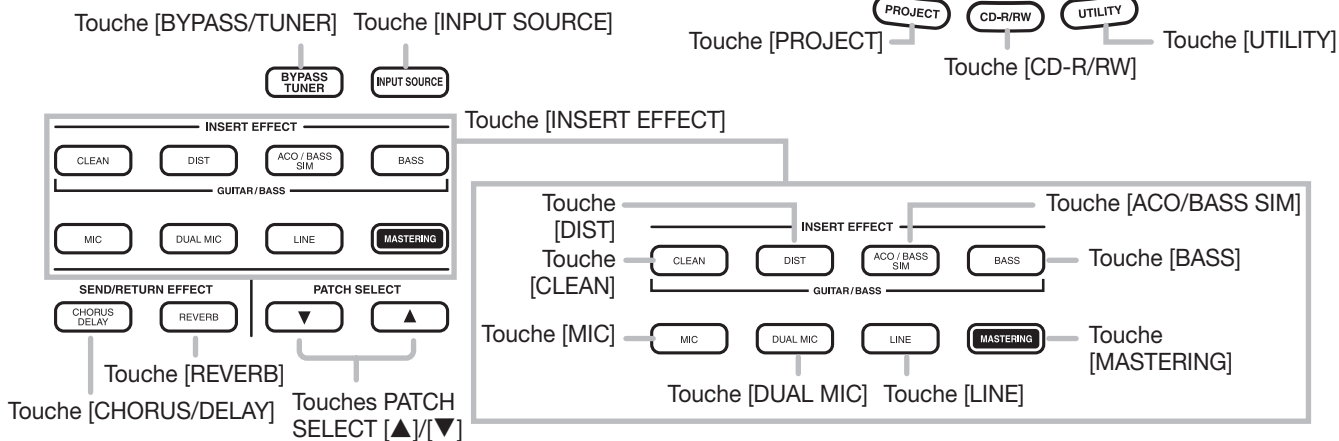 PROJECT
CD-R/RW
UTILITY
Touche [BYPASS/TUNER]
Touche [INPUT SOURCE]
Touche [PROJECT]
Touche [CD-R/RW]
Touche [UTILITY]
BYPASS
TUNER
INPUT SOURCE
Touche [INSERT EFFECT]
INSERT EFFECT
CLEAN
DIST
ACO / BASS
SIM
BASS
GUITAR/BASS
MIC
DUAL MIC
LINE
MASTERING
SEND/RETURN EFFECT
PATCH SELECT
CHORUS
DELAY
REVERB
▼
▲
Touche [REVERB]
Touche [CHORUS/DELAY]
Touches PATCH
SELECT [▲]/[▼]
Touche
[DIST]
Touche [ACO/BASS SIM]
INSERT EFFECT
Touche
[CLEAN]
CLEAN
DIST
ACO / BASS
SIM
BASS
Touche [BASS]
GUITAR/BASS
Touche [MIC]
MIC
DUAL MIC
LINE
MASTERING
Touche
[MASTERING]
Touche [DUAL MIC]
Touche [LINE]